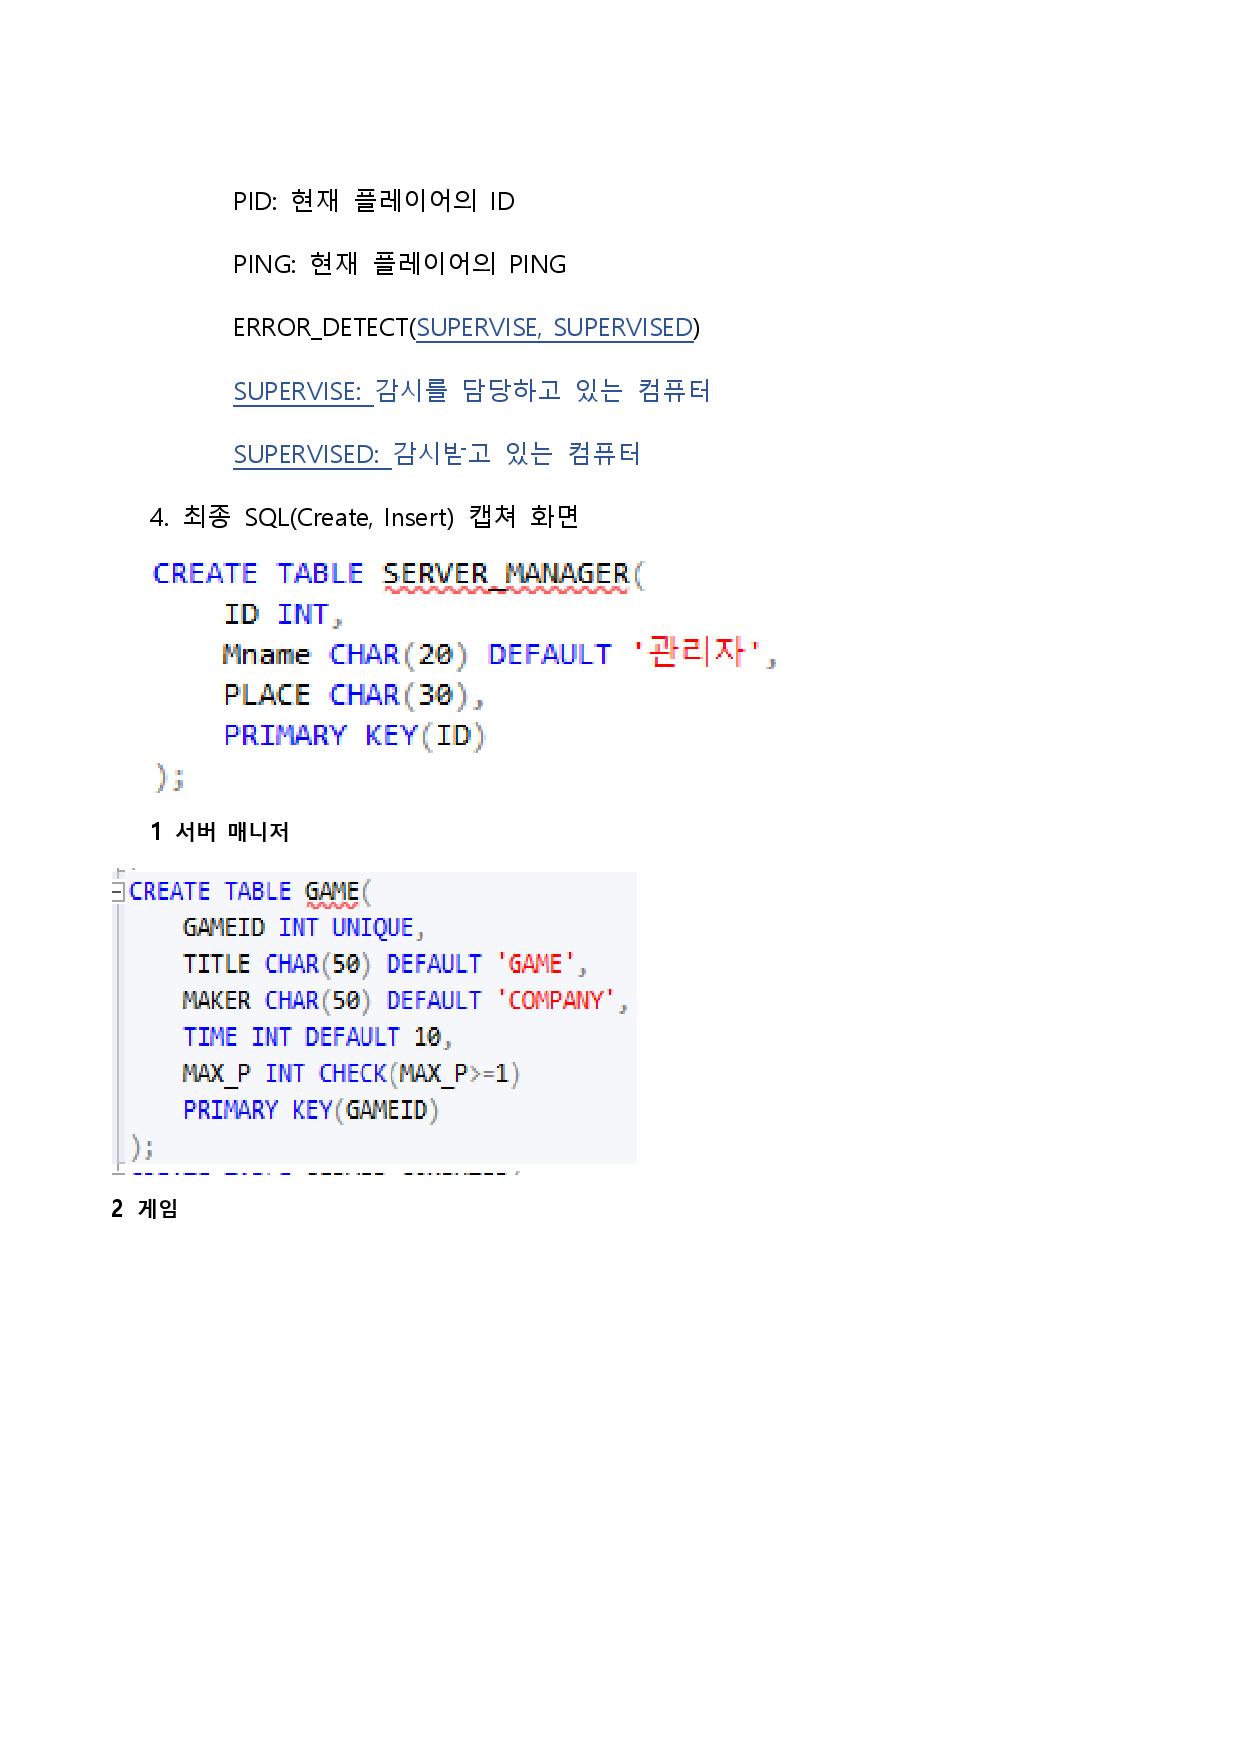 PID: 현재 플레이어의 ID
PING: 현재 플레이어의 PING
ERROR_DETECT(SUPERVISE, SUPERVISED)
SUPERVISE: 감시를 담당하고 있는 컴퓨터
SUPERVISED: 감시받고 있는 컴퓨터
4. 최종 SQL(Create, Insert) 캡쳐 화면
CREATE TABLE SERVER_MANAGER(
ID INT,
Mname CHAR(20) DEFAULT '관리자',
PLACE CHAR(30),
PRIMARY KEY(ID)
);
1 서버 매니저
CREATE TABLE GAME(
GAMEID INT UNIQUE,
TITLE CHAR(50) DEFAULT 'GAME',
MAKER CHAR(50) DEFAULT 'COMPANY',
TIME INT DEFAULT 10,
MAX_P INT CHECK(MAX_P>=1)
PRIMARY KEY(GAMEID)
);
2 게임